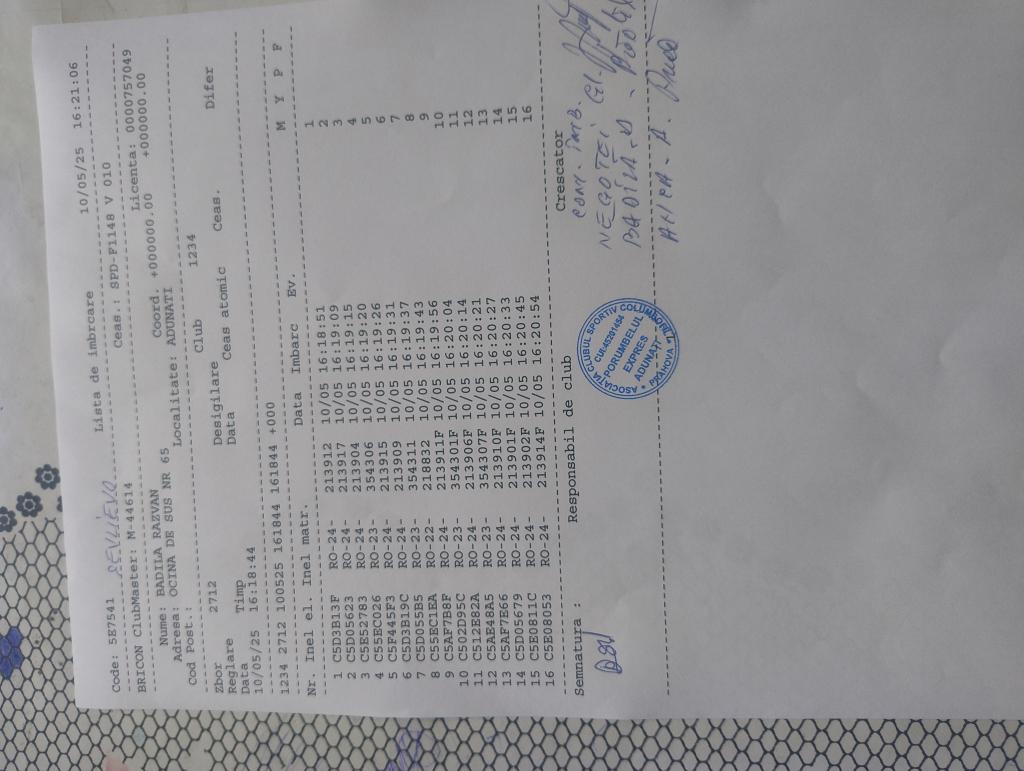 Lista de imbrcare 10/05/25 16:21:06
Code: 5E7541 Ceas.: SPD-F1148 V 010
BRICON ClubMaster: M-44614 Licenta: 0000757049
Coord. +000000.00 +000000.00
Nume: BADILA RAZVAN
Adresa: OCINA DE SUS NR 65 Localitate: ADUNATI
Cod Post.:
Club 1234
Zbor 2712 Desigilare Difer
Reglare Data Ceas atomic Ceas.
Data Timp
10/05/25 16:18:44
1234 2712 100525 161844 161844 +000
M Y P F
Nr. Inel el. Inel matr. Data Imbarc Ev.
1 C5D3B13F RO-24- 213912 10/05 16:18:51 1
2 C5D05623 RO-24- 213917 10/05 16:19:09 2
3 C5E52783 RO-24- 213904 10/05 16:19:15 3
4 C55EC026 RO-23- 354306 10/05 16:19:20 4
5 C5F445F3 RO-24- 213915 10/05 16:19:26 5
6 C5D3B19C RO-24- 213909 10/05 16:19:31 6
7 C5D055B5 RO-23- 354311 10/05 16:19:37 7
8 C55EC1EA RO-22- 218832 10/05 16:19:43 8
9 C5AF7B8F RO-24- 213911F 10/05 16:19:56 9
10 C502D95C RO-23- 354301F 10/05 16:20:04 10
11 C512E82A RO-24- 213906F 10/05 16:20:14 11
12 C5AE48A5 RO-23- 354307F 10/05 16:20:21 12
13 C5AF7E66 RO-24- 213910F 10/05 16:20:27 13
14 C5D05679 RO-24- 213901F 10/05 16:20:33 14
15 C5E0811C RO-24- 213902F 10/05 16:20:45 15
16 C5E08053 RO-24- 213914F 10/05 16:20:54 16
Semnatura : Responsabil de club Crescator
COM. IMB.
NEGOTEI GI.
BADILA
ASOCIATIA CLUBUL SPORTIV COLUMBOFIL
CUI-45281454
PORUMBELUL
EXPRES
ADUNATI
PRAHOVA